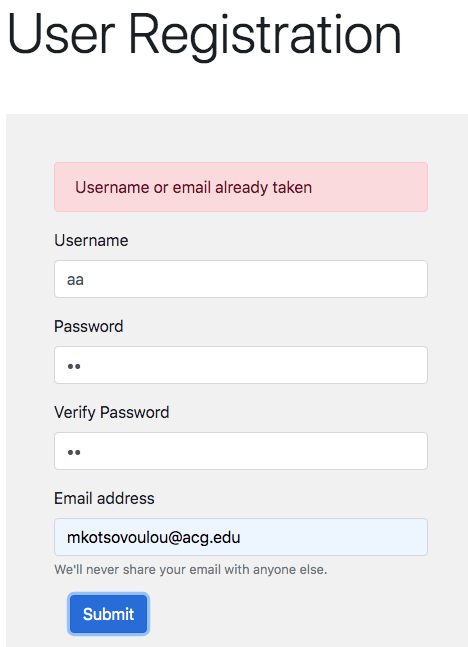 User Registration
Username or email already taken
Username
aa
Password
••
Verify Password
••
Email address
mkotsovoulou@acg.edu
We'll never share your email with anyone else.
Submit